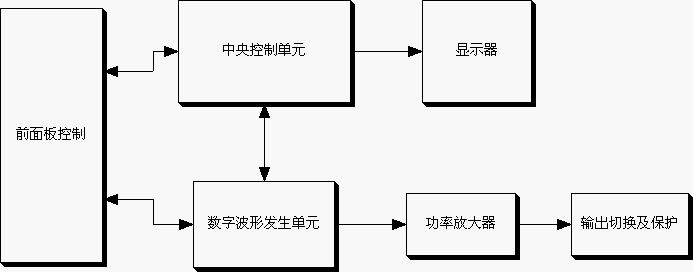 中央控制单元
显示器
前面板控制
数字波形发生单元
功率放大器
输出切换及保护